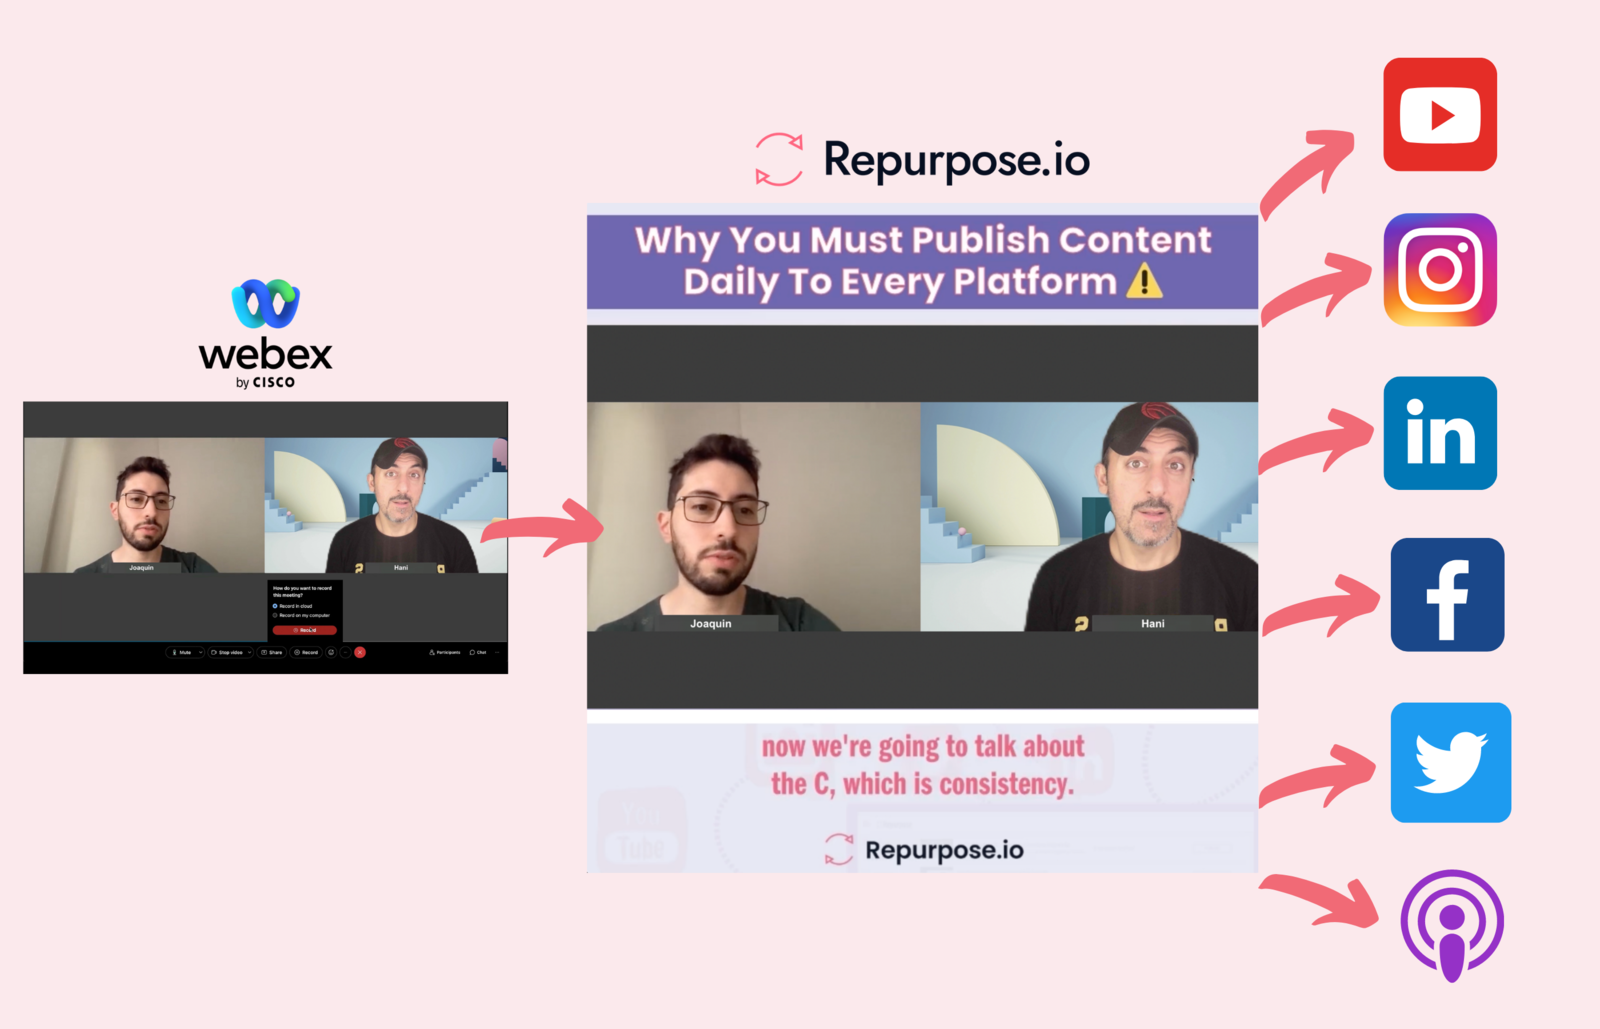 webex
by CISCO
Joaquin
Hani
How do you want to record
this meeting?
Record in cloud
Record on my computer
Record
Mute
Stop video
Share
Record
Participants
Chat
Repurpose.io
Why You Must Publish Content
Daily To Every Platform
Joaquin
Hani
now we're going to talk about
the C, which is consistency.
You
Tube
Repurpose.io
in
f